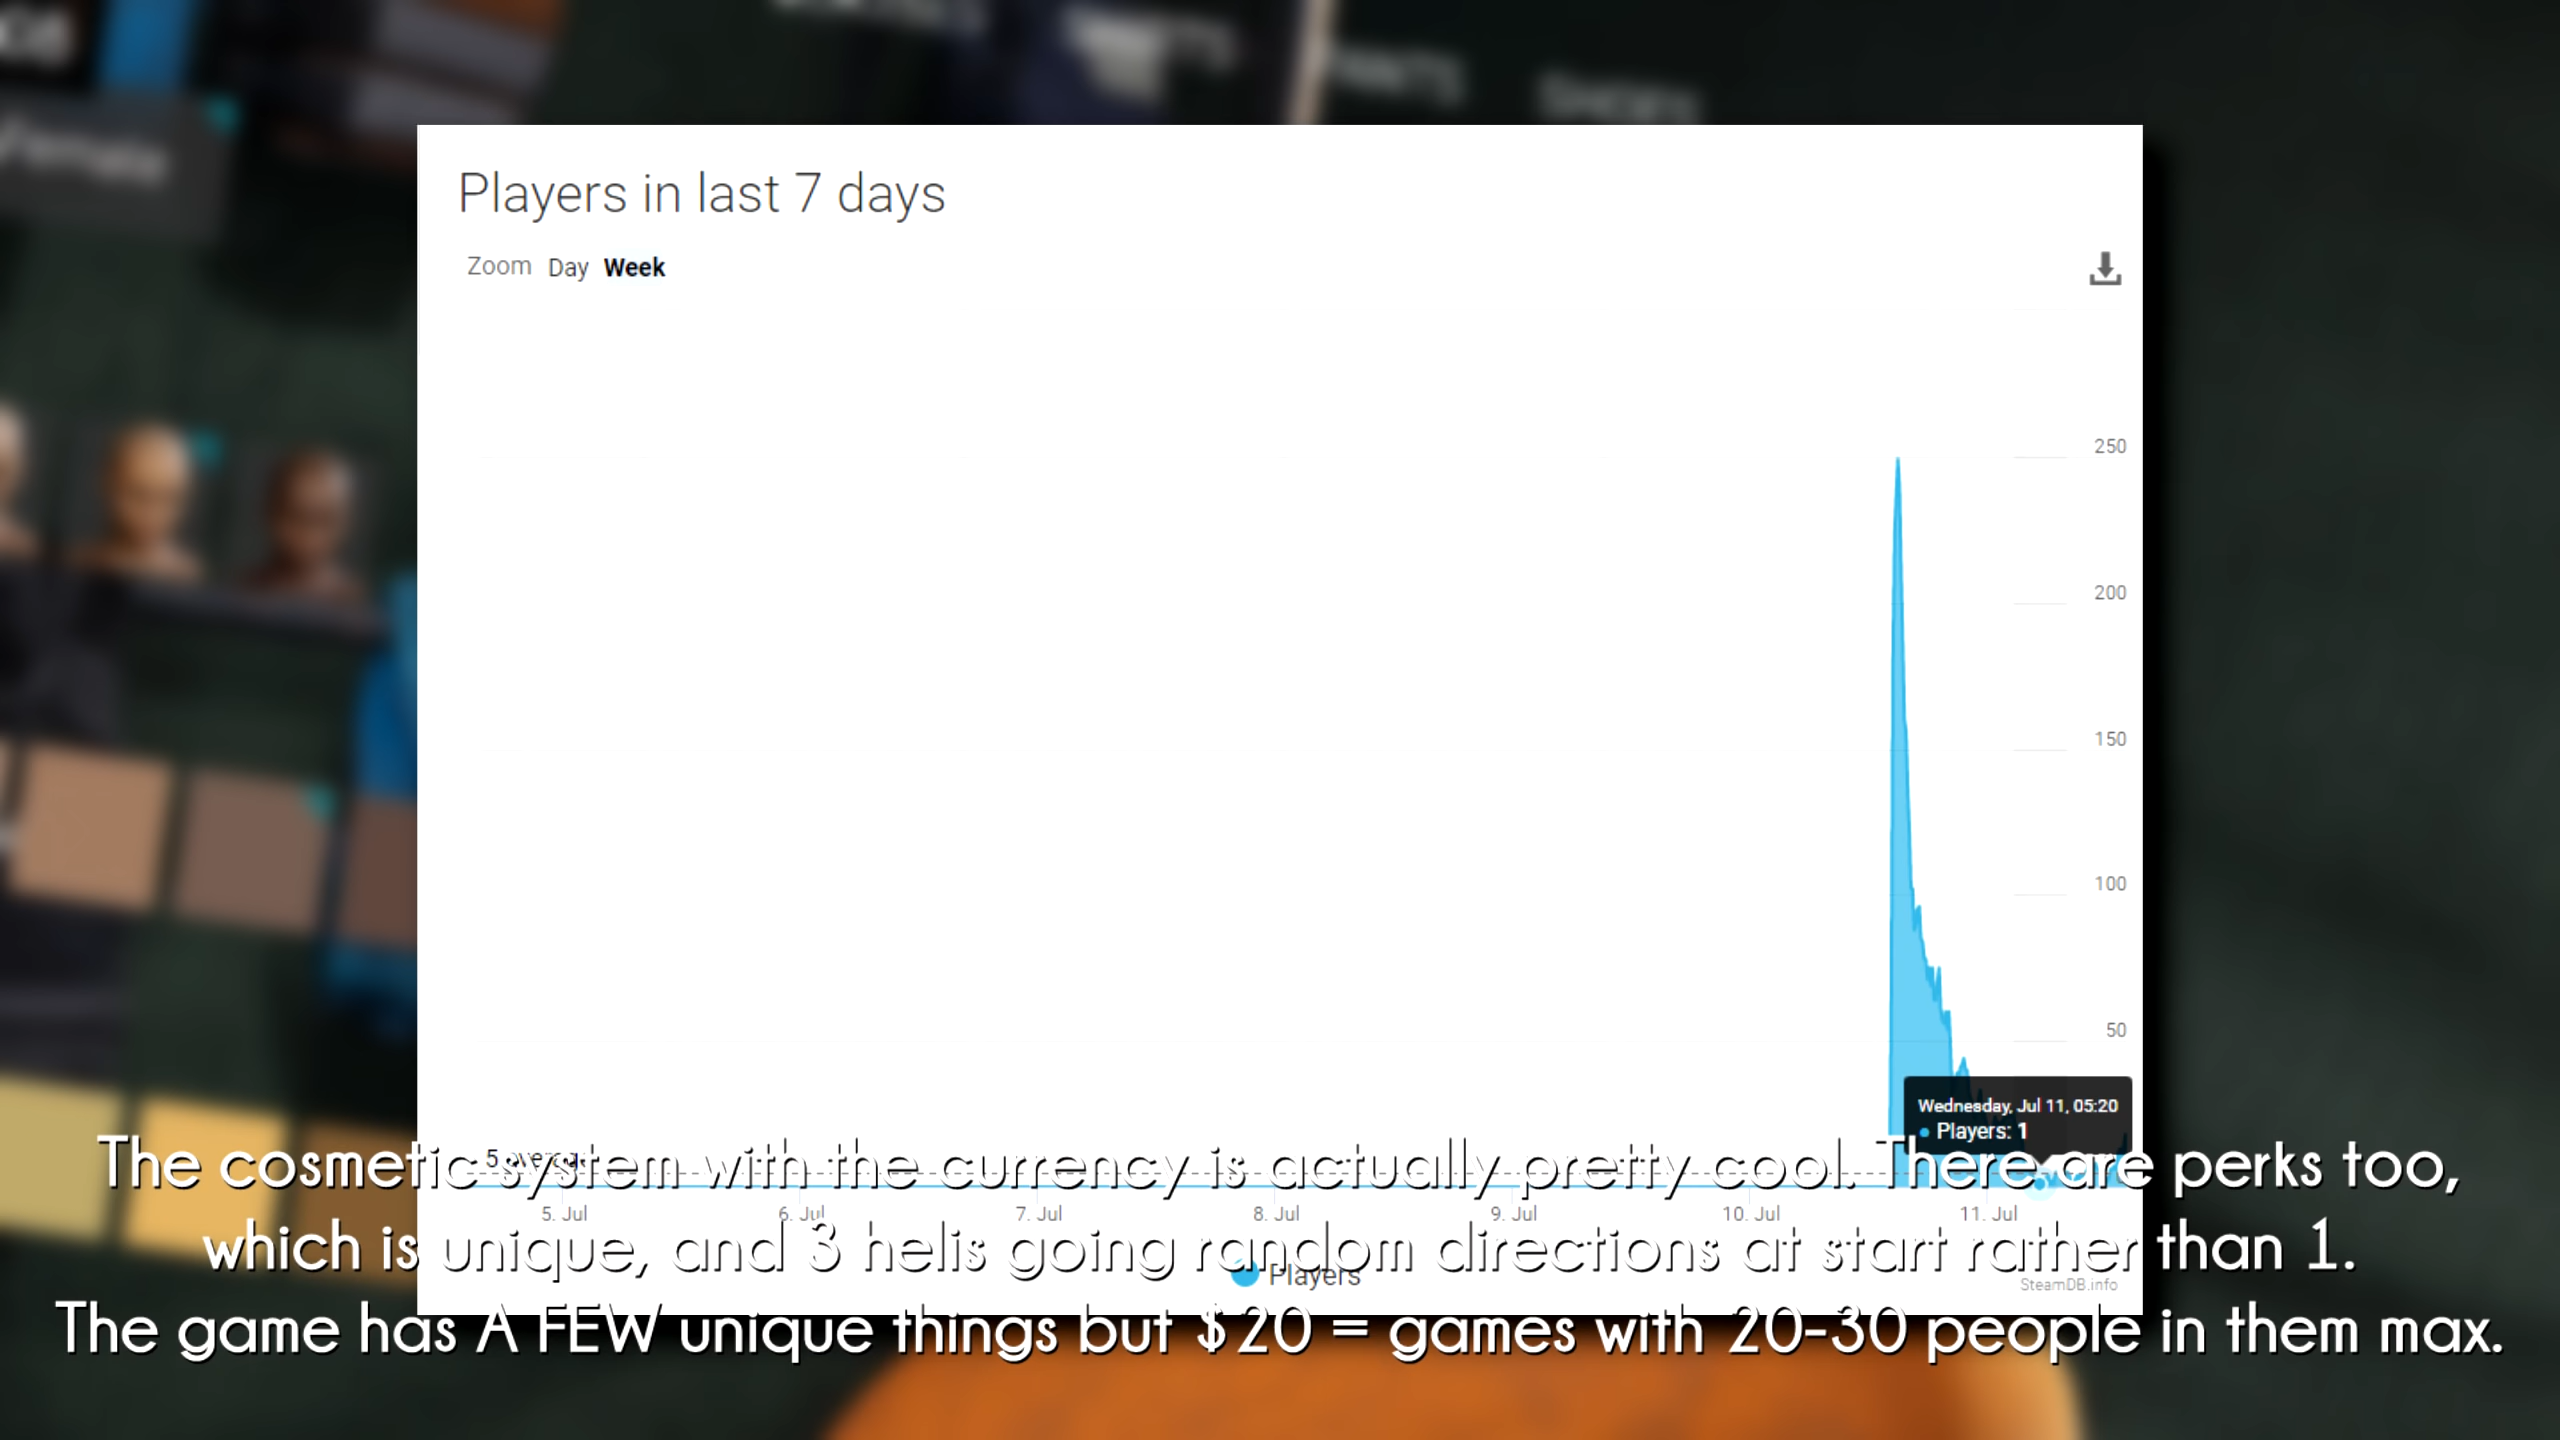 PANTS SHOES
Female
Players in last 7 days
Zoom Day Week
250
200
150
100
50
Wednesday, Jul 11, 05:20
Players: 1
5. Jul 6. Jul 7. Jul 8. Jul 9. Jul 10. Jul 11. Jul
Players
SteamDB.info
The cosmetic system with the currency is actually pretty cool. There are perks too,
which is unique, and 3 helis going random directions at start rather than 1.
The game has A FEW unique things but $20 = games with 20-30 people in them max.